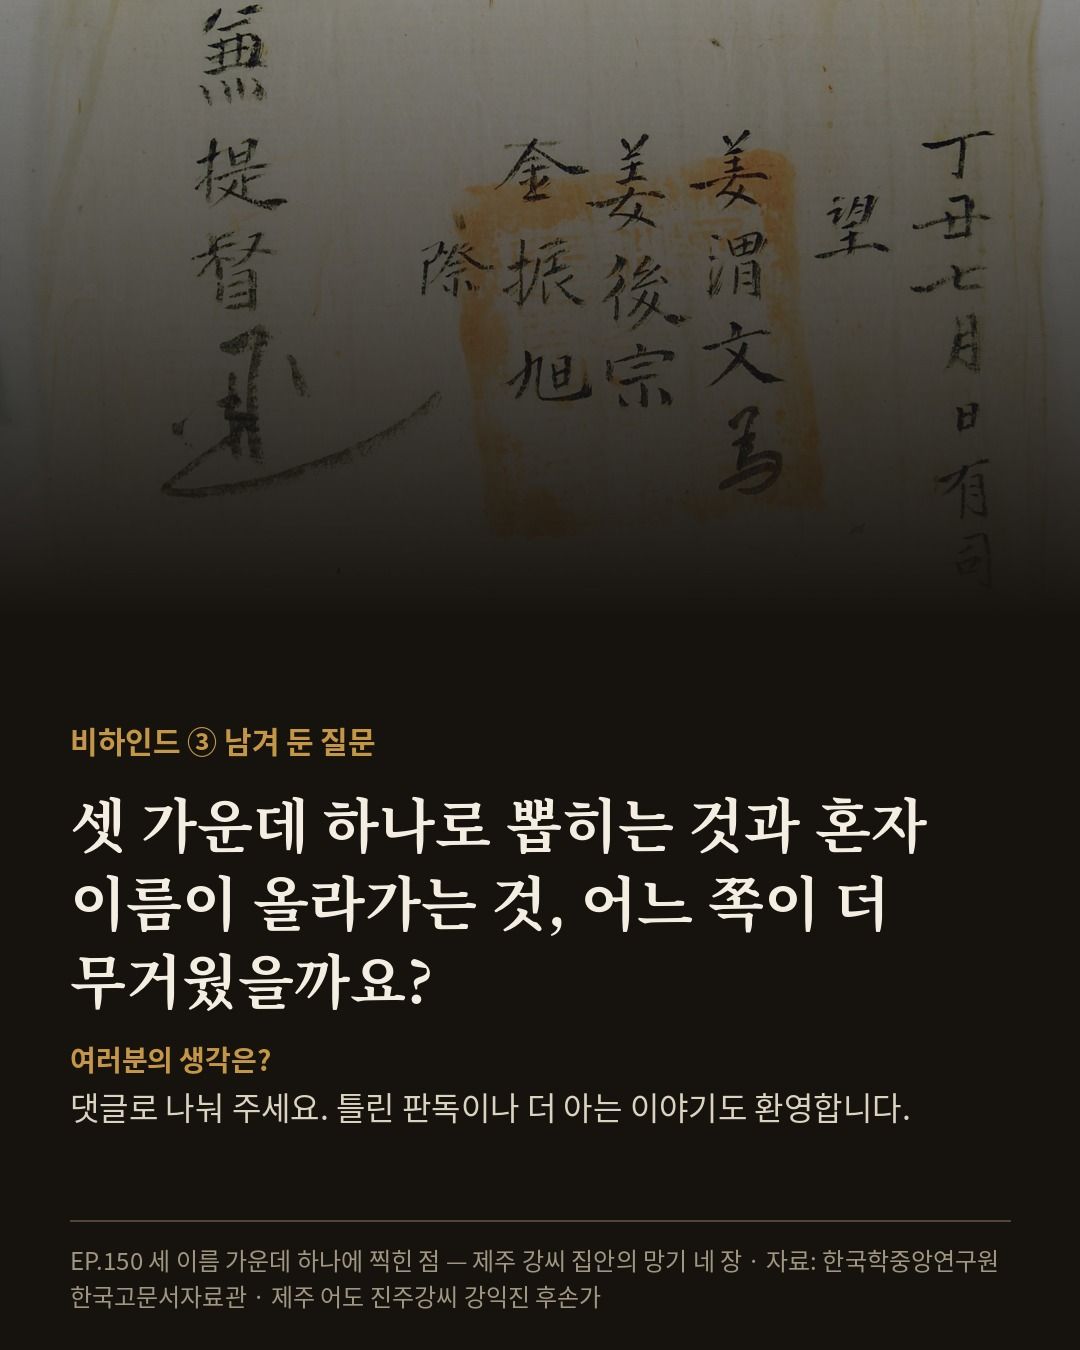 丁丑七月日有司
望
姜渭文
姜後宗
金振旭
際
兼提督
비하인드 ③ 남겨 둔 질문
셋 가운데 하나로 뽑히는 것과 혼자
이름이 올라가는 것, 어느 쪽이 더
무거웠을까요?
여러분의 생각은?
댓글로 나눠 주세요. 틀린 판독이나 더 아는 이야기도 환영합니다.
EP.150 세 이름 가운데 하나에 찍힌 점 — 제주 강씨 집안의 망기 네 장 · 자료: 한국학중앙연구원
한국고문서자료관 · 제주 어도 진주강씨 강익진 후손가